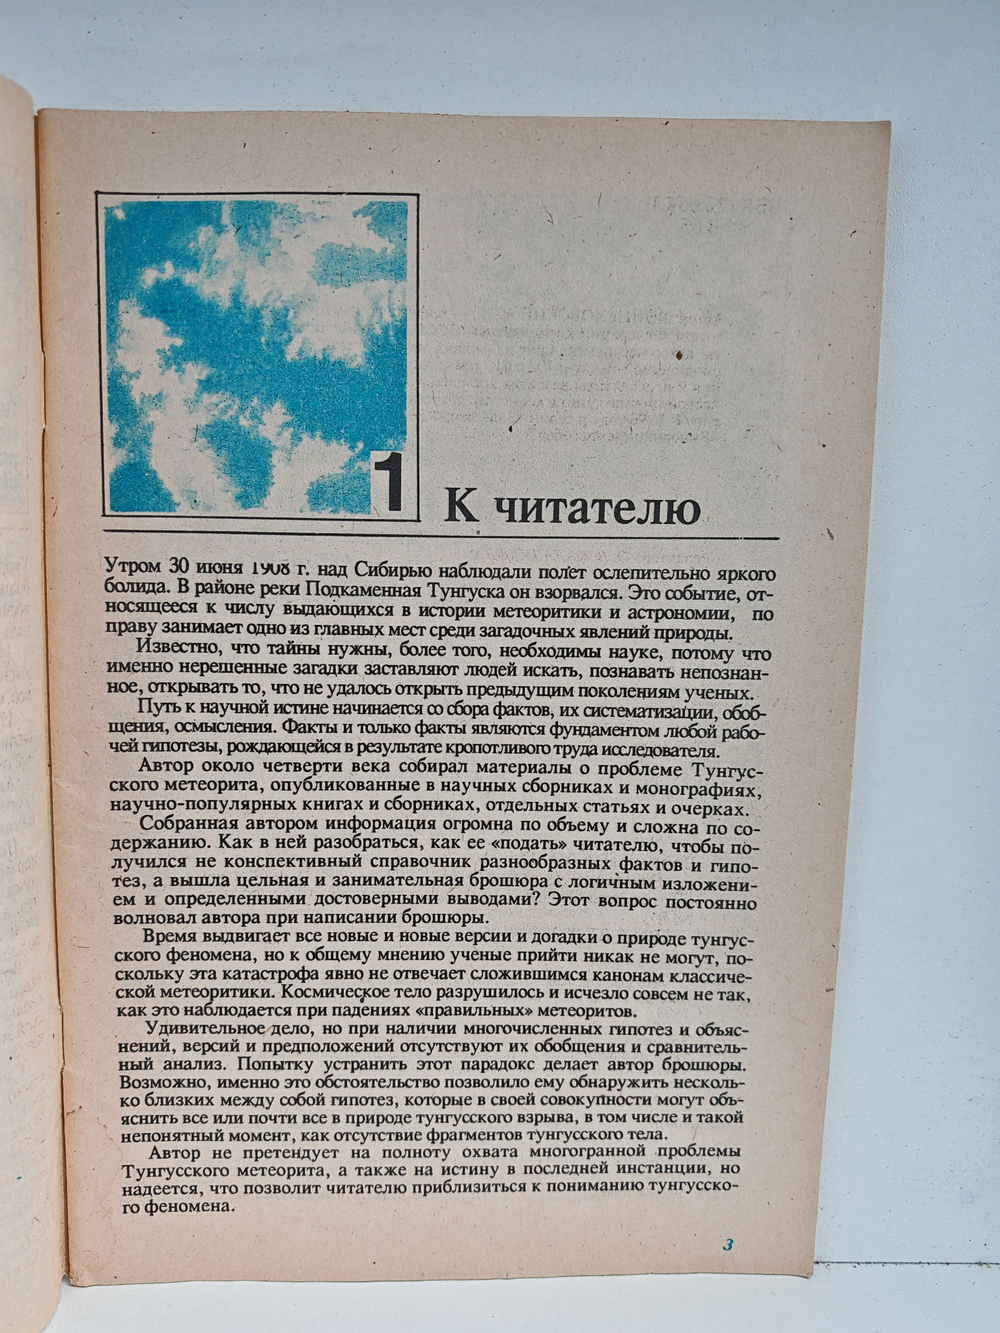 1
К читателю
Утром 30 июня 1908 г. над Сибирью наблюдали полет ослепительно яркого
болида. В районе реки Подкаменная Тунгуска он взорвался. Это событие, от-
носящееся к числу выдающихся в истории метеоритики и астрономии, по
праву занимает одно из главных мест среди загадочных явлений природы.
Известно, что тайны нужны, более того, необходимы науке, потому что
именно нерешенные загадки заставляют людей искать, познавать непознан-
ное, открывать то, что не удалось открыть предыдущим поколениям ученых.
Путь к научной истине начинается со сбора фактов, их систематизации, обоб-
щения, осмысления. Факты и только факты являются фундаментом любой рабо-
чей гипотезы, рождающейся в результате кропотливого труда исследователя.
Автор около четверти века собирал материалы о проблеме Тунгус-
ского метеорита, опубликованные в научных сборниках и монографиях,
научно-популярных книгах и сборниках, отдельных статьях и очерках.
Собранная автором информация огромна по объему и сложна по со-
держанию. Как в ней разобраться, как ее «подать» читателю, чтобы по-
лучился не конспективный справочник разнообразных фактов и гипо-
тез, а вышла цельная и занимательная брошюра с логичным изложени-
ем и определенными достоверными выводами? Этот вопрос постоянно
волновал автора при написании брошюры.
Время выдвигает все новые и новые версии и догадки о природе тунгус-
ского феномена, но к общему мнению ученые прийти никак не могут, по-
скольку эта катастрофа явно не отвечает сложившимся канонам классиче-
ской метеоритики. Космическое тело разрушилось и исчезло совсем не так,
как это наблюдается при падениях «правильных» метеоритов.
Удивительное дело, но при наличии многочисленных гипотез и объяс-
нений, версий и предположений отсутствуют их обобщения и сравнитель-
ный анализ. Попытку устранить этот парадокс делает автор брошюры.
Возможно, именно это обстоятельство позволило ему обнаружить несколь-
ко близких между собой гипотез, которые в своей совокупности могут объ-
яснить все или почти все в природе тунгусского взрыва, в том числе и такой
непонятный момент, как отсутствие фрагментов тунгусского тела.
Автор не претендует на полноту охвата многогранной проблемы
Тунгусского метеорита, а также на истину в последней инстанции, но
надеется, что позволит читателю приблизиться к пониманию тунгусско-
го феномена.
3